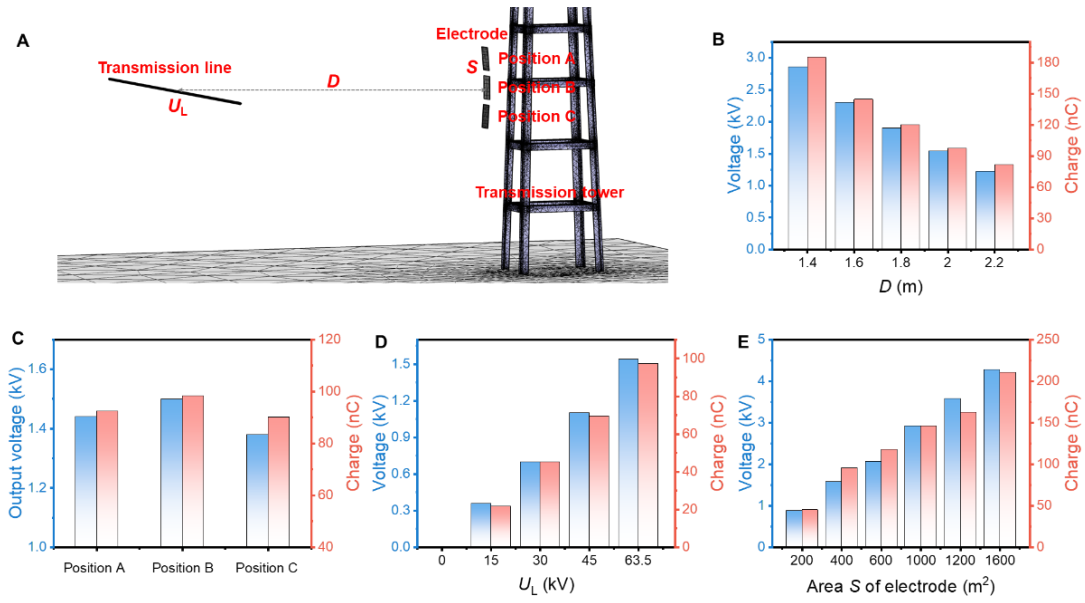 A
Electrode
Position A
S
Transmission line
D
Position B
U_L
Position C
Transmission tower
B
Voltage (kV)
3.0
2.5
2.0
1.5
1.0
0.5
0.0
1.4 1.6 1.8 2 2.2
D (m)
180
150
120
90
60
30
0
Charge (nC)
C
Output voltage (kV)
1.6
1.4
1.2
1.0
Position A Position B Position C
120
100
80
60
40
Charge (nC)
D
Voltage (kV)
1.5
1.2
0.9
0.6
0.3
0.0
0 15 30 45 63.5
U_L (kV)
100
80
60
40
20
0
Charge (nC)
E
Voltage (kV)
5
4
3
2
1
0
200 400 600 1000 1200 1600
Area S of electrode (m²)
250
200
150
100
50
0
Charge (nC)